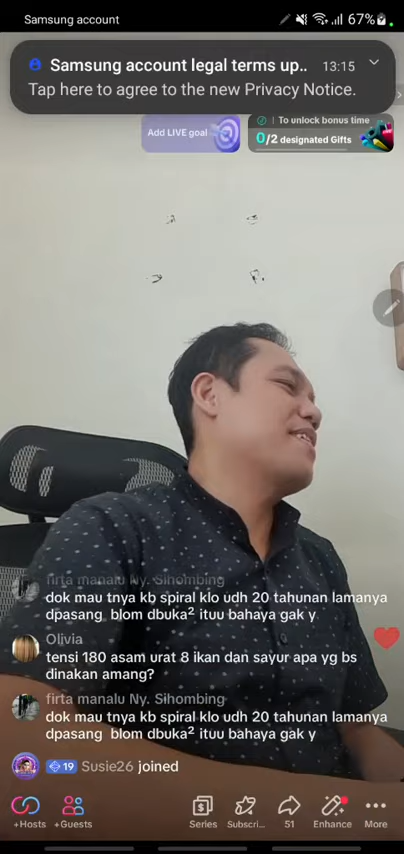 Samsung account
67%
Samsung account legal terms up.. 13:15
Tap here to agree to the new Privacy Notice.
Add LIVE goal
To unlock bonus time
0/2 designated Gifts
firta manalu Ny. Sihombing
dok mau tnya kb spiral klo udh 20 tahunan lamanya
dpasang blom dbuka² ituu bahaya gak y
Olivia
tensi 180 asam urat 8 ikan dan sayur apa yg bs
dinakan amang?
firta manalu Ny. Sihombing
dok mau tnya kb spiral klo udh 20 tahunan lamanya
dpasang blom dbuka² ituu bahaya gak y
19 Susie26 joined
+Hosts +Guests Series Subscri... 51 Enhance More